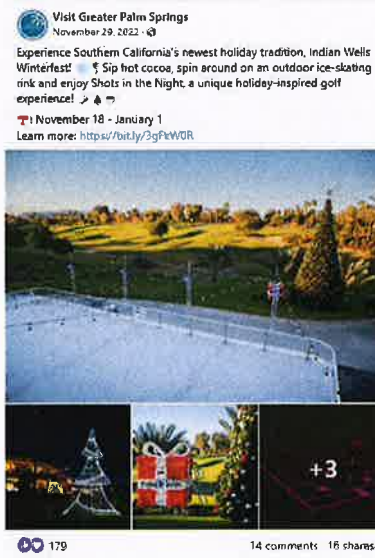 Visit Greater Palm Springs
November 29, 2022 ·
Experience Southern California's newest holiday tradition, Indian Wells
Winterfest! Sip hot cocoa, spin around on an outdoor ice-skating
rink and enjoy Shots in the Night, a unique holiday-inspired golf
experience!
: November 18 - January 1
Learn more: https://bit.ly/3gFkW0R
+3
179
14 comments 16 shares